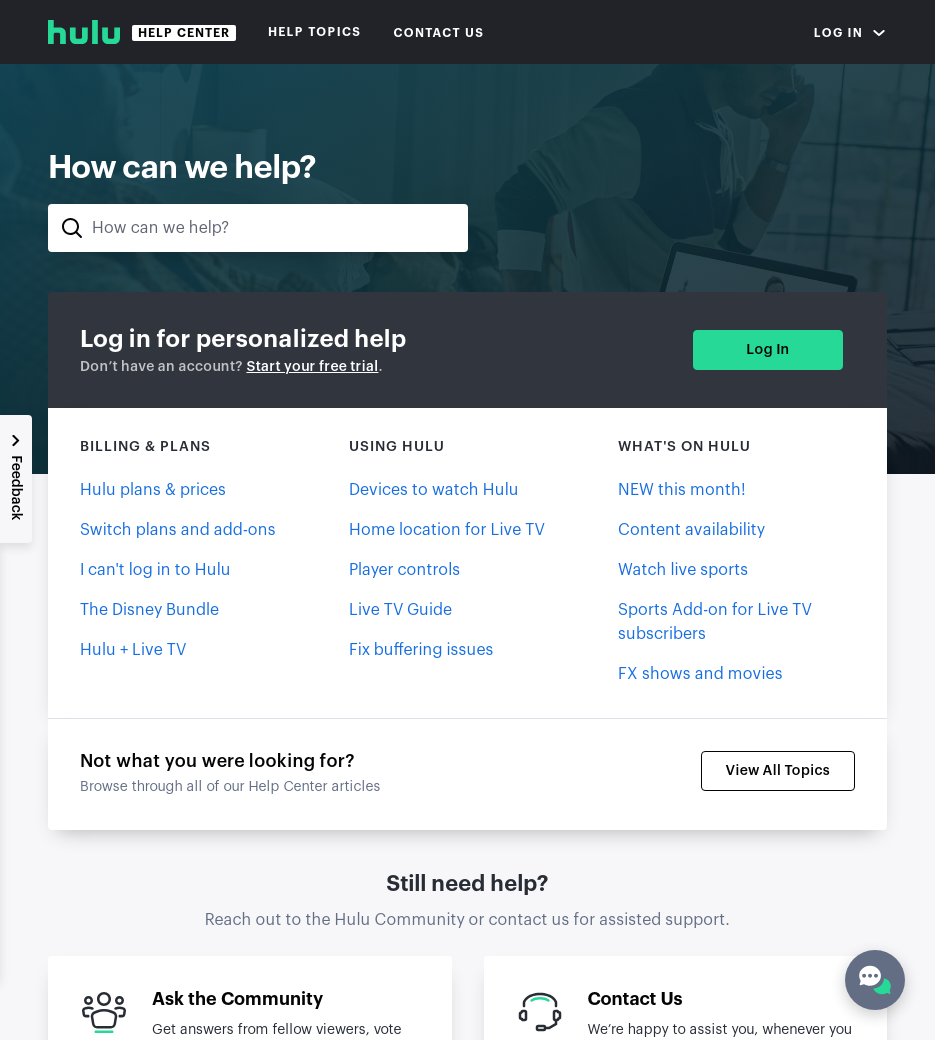 hulu HELP CENTER HELP TOPICS CONTACT US LOG IN
How can we help?
How can we help?
Log in for personalized help
Don’t have an account? Start your free trial.
Log In
Feedback
BILLING & PLANS
Hulu plans & prices
Switch plans and add-ons
I can't log in to Hulu
The Disney Bundle
Hulu + Live TV
USING HULU
Devices to watch Hulu
Home location for Live TV
Player controls
Live TV Guide
Fix buffering issues
WHAT'S ON HULU
NEW this month!
Content availability
Watch live sports
Sports Add-on for Live TV
subscribers
FX shows and movies
Not what you were looking for?
Browse through all of our Help Center articles
View All Topics
Still need help?
Reach out to the Hulu Community or contact us for assisted support.
Ask the Community
Get answers from fellow viewers, vote
Contact Us
We’re happy to assist you, whenever you